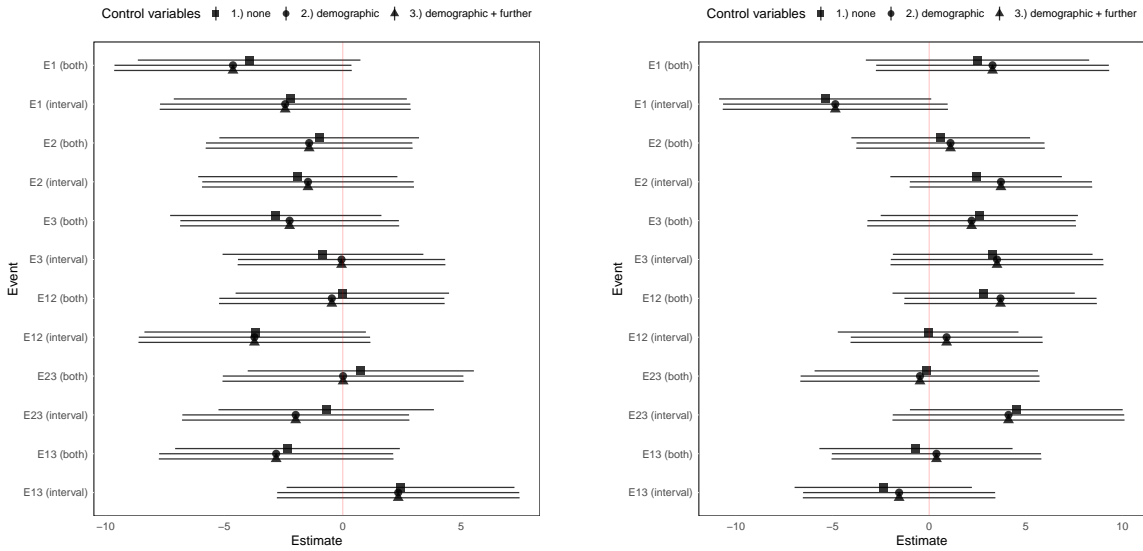 Control variables 1.) none 2.) demographic 3.) demographic + further
Event
E1 (both)
E1 (interval)
E2 (both)
E2 (interval)
E3 (both)
E3 (interval)
E12 (both)
E12 (interval)
E23 (both)
E23 (interval)
E13 (both)
E13 (interval)
−10 −5 0 5
Estimate
Control variables 1.) none 2.) demographic 3.) demographic + further
Event
E1 (both)
E1 (interval)
E2 (both)
E2 (interval)
E3 (both)
E3 (interval)
E12 (both)
E12 (interval)
E23 (both)
E23 (interval)
E13 (both)
E13 (interval)
−10 −5 0 5 10
Estimate